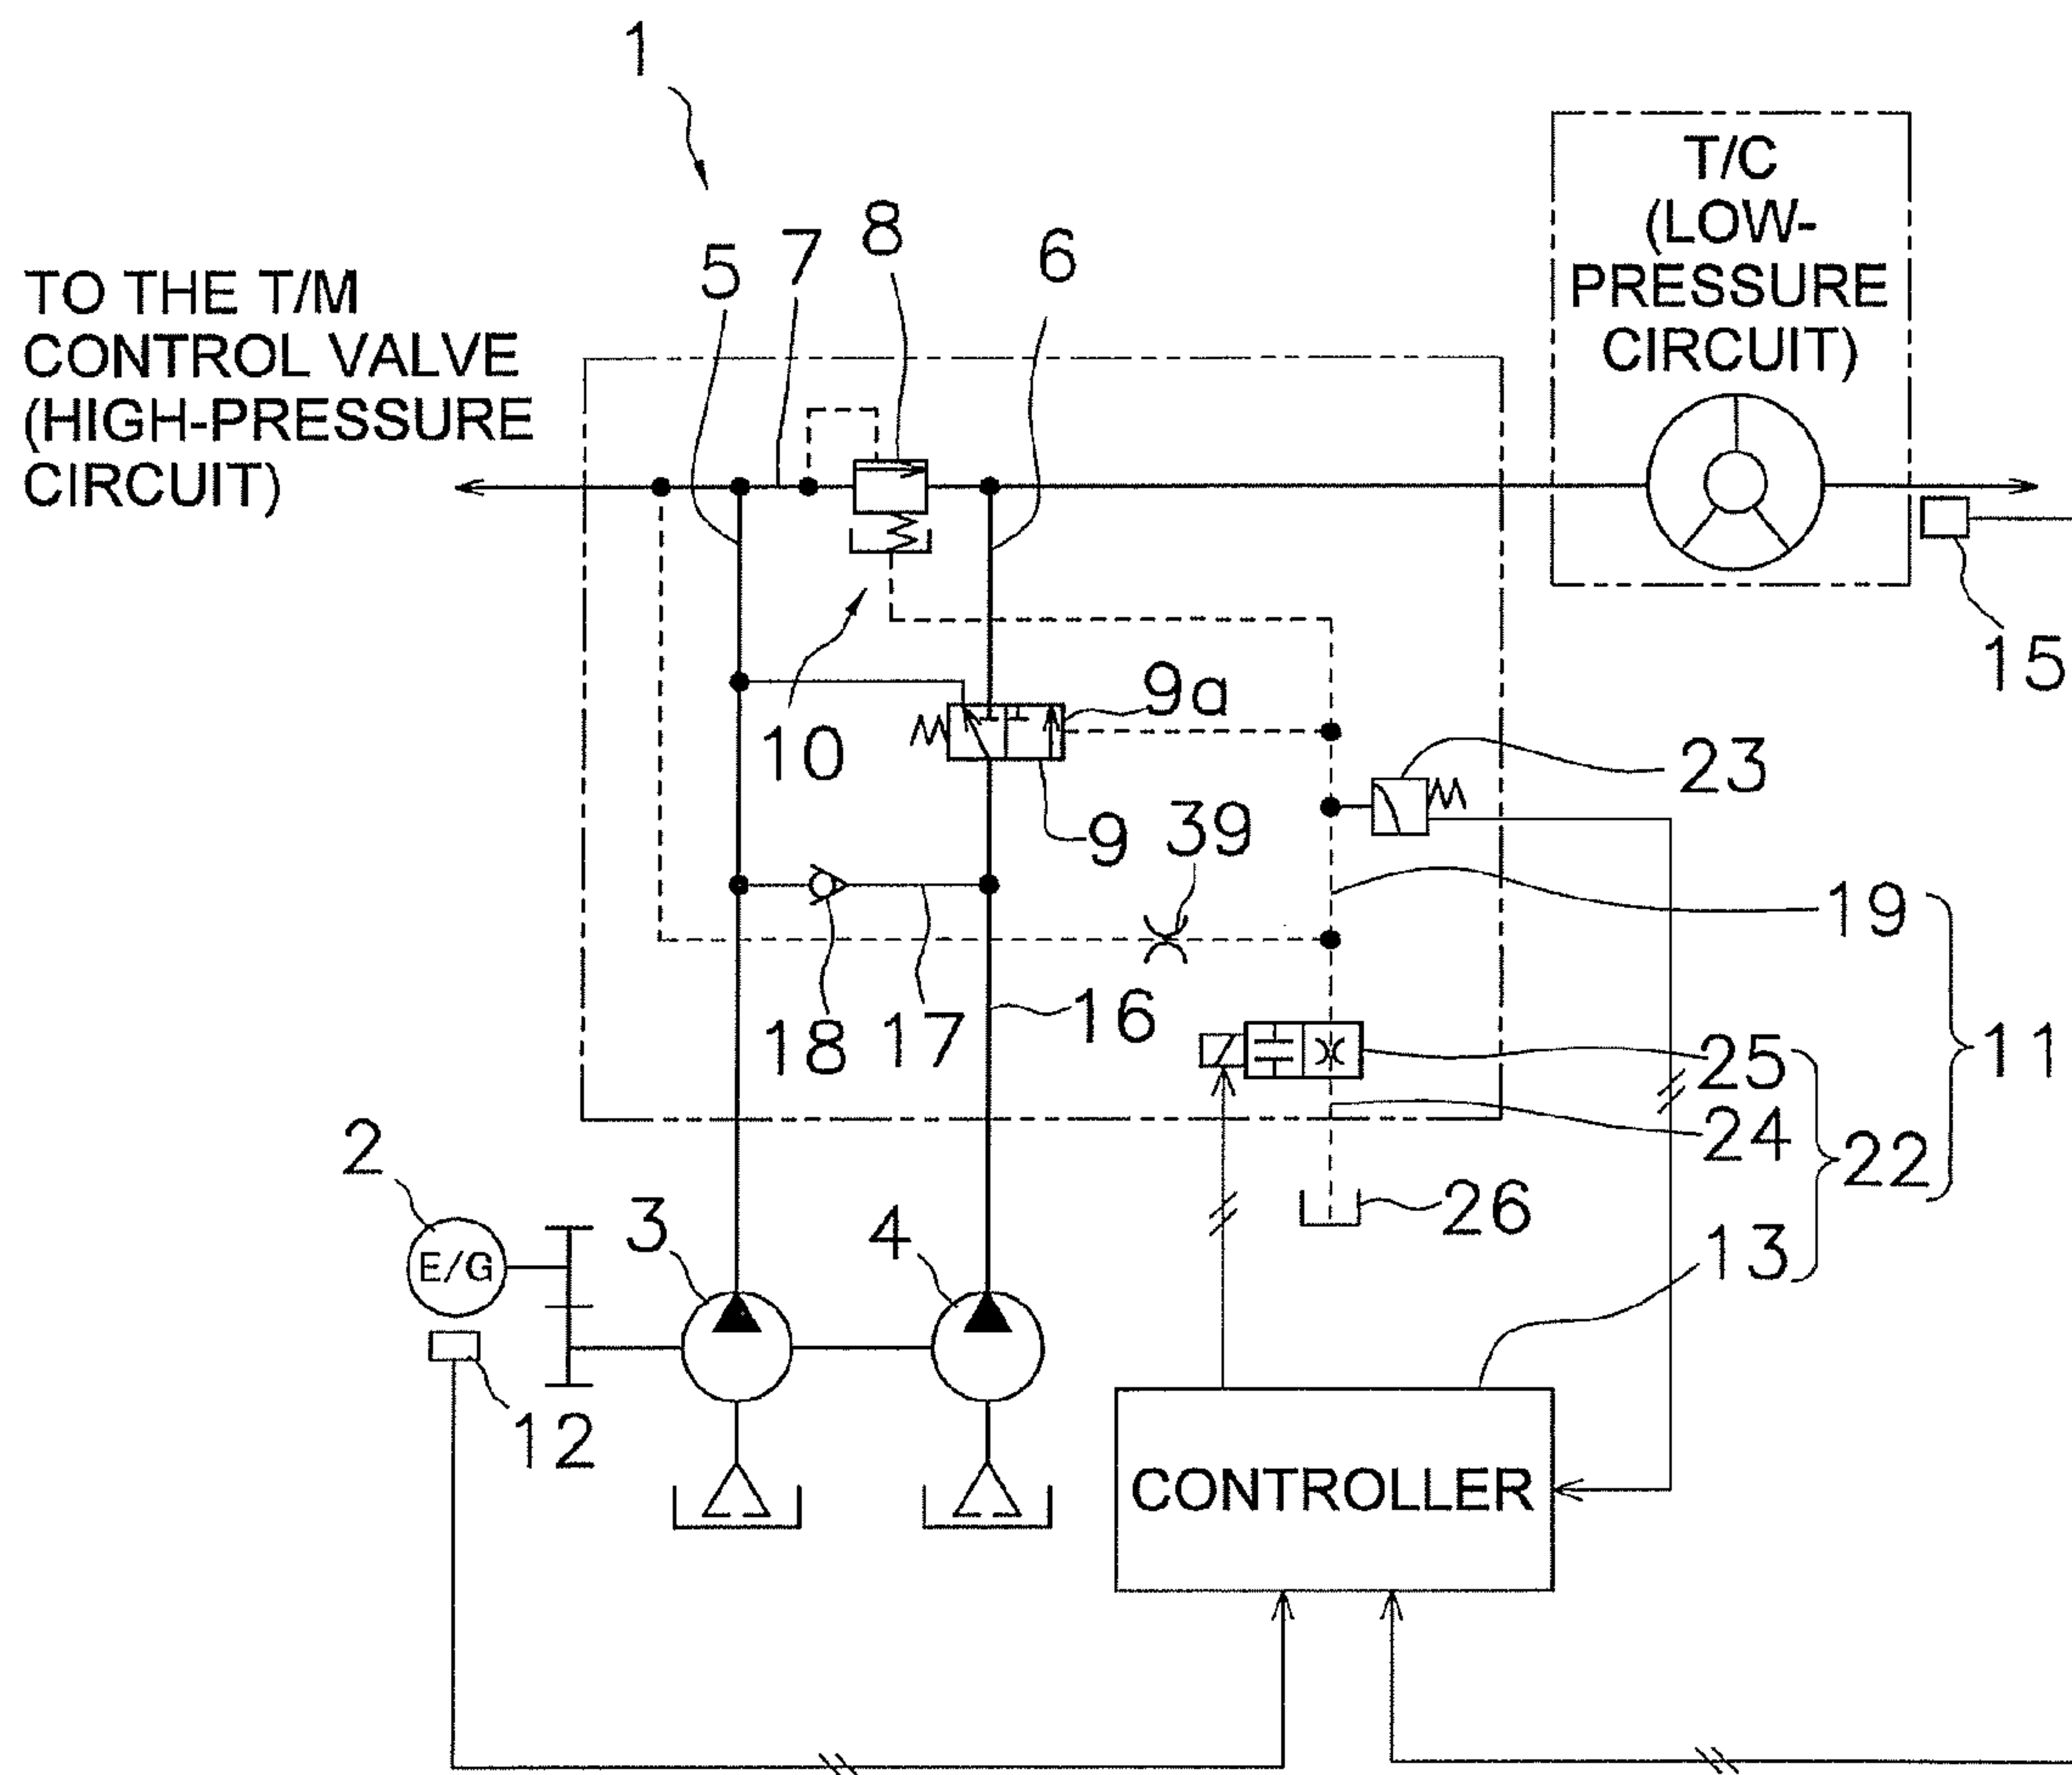 1
T/C
(LOW-
PRESSURE
CIRCUIT)
TO THE T/M
CONTROL VALVE
(HIGH-PRESSURE
CIRCUIT)
5
7
8
6
15
10
9a
23
9
39
19
18
17
16
25
11
24
22
26
2
E/G
3
4
13
12
CONTROLLER